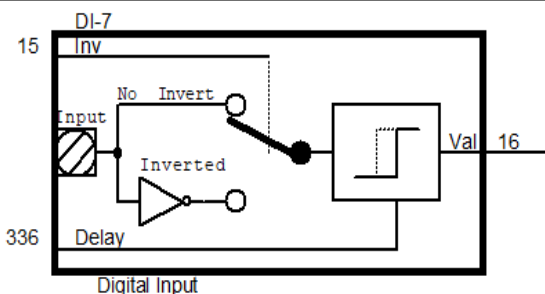 DI-7
15 Inv
No Invert
Input
Inverted
Val 16
336 Delay
Digital Input